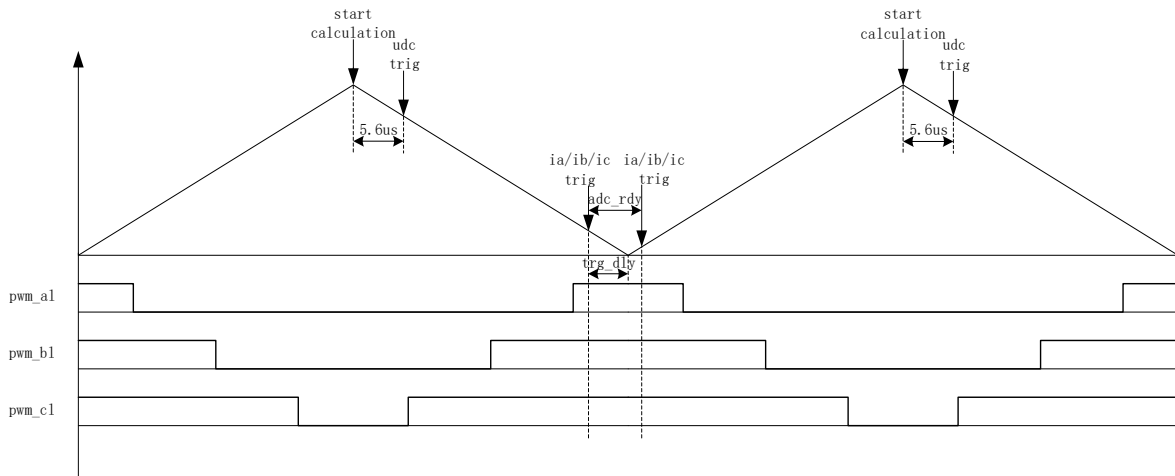 start
calculation
udc
trig
5.6us
ia/ib/ic
trig
ia/ib/ic
trig
adc_rdy
trg_dly
start
calculation
udc
trig
5.6us
pwm_al
pwm_bl
pwm_cl